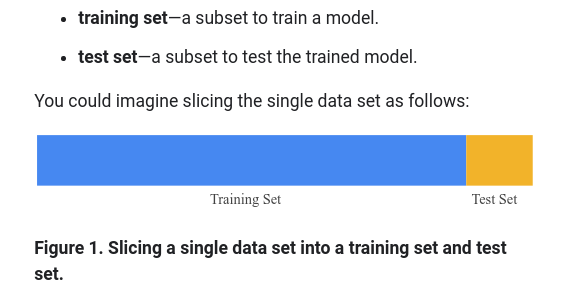 • training set—a subset to train a model.
• test set—a subset to test the trained model.
You could imagine slicing the single data set as follows:
Training Set
Test Set
Figure 1. Slicing a single data set into a training set and test
set.